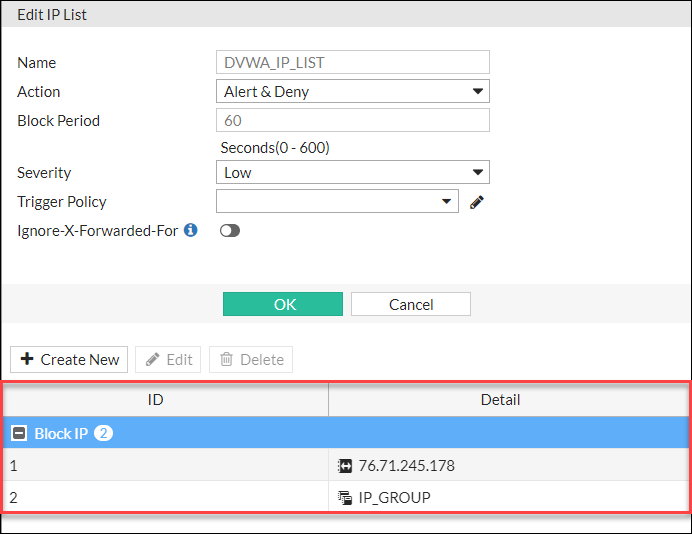 Edit IP List
Name DVWA_IP_LIST
Action Alert & Deny
Block Period 60
Seconds(0 - 600)
Severity Low
Trigger Policy
Ignore-X-Forwarded-For
OK Cancel
Create New Edit Delete
ID Detail
Block IP 2
1 76.71.245.178
2 IP_GROUP